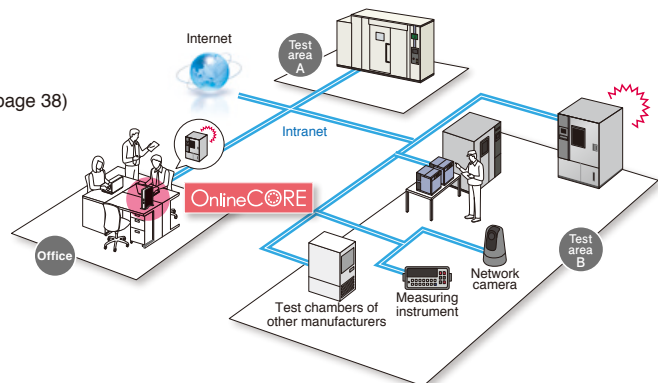 Internet
Test
area
A
page 38)
Intranet
OnlineCORE
Office
Test
area
B
Network
camera
Measuring
instrument
Test chambers of
other manufacturers